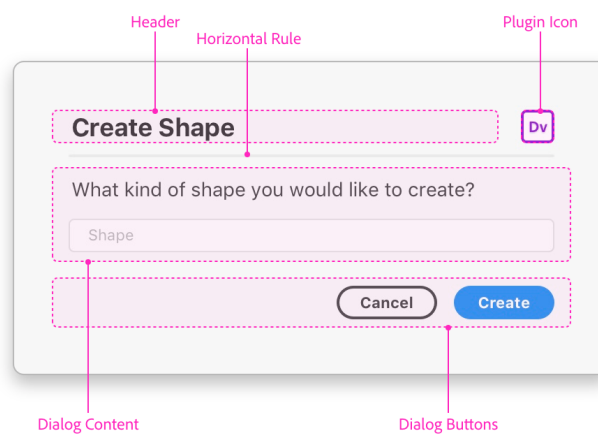 Header
Plugin Icon
Horizontal Rule
Create Shape
Dv
What kind of shape you would like to create?
Shape
Cancel
Create
Dialog Content
Dialog Buttons